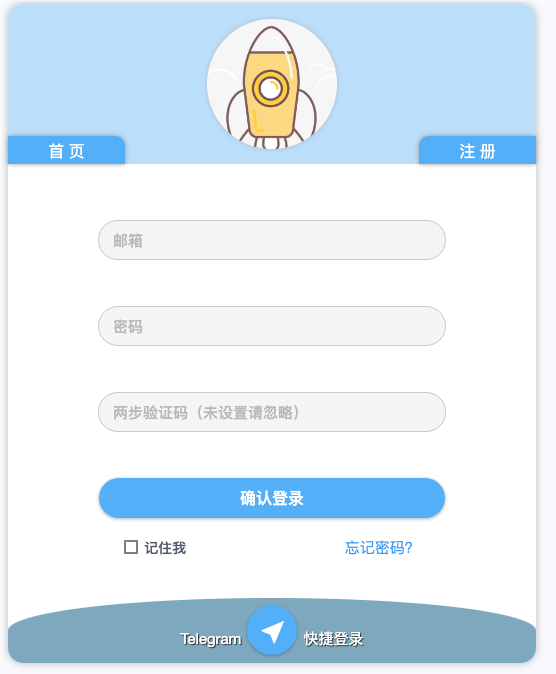 首 页
注 册
邮箱
密码
两步验证码（未设置请忽略）
确认登录
记住我
忘记密码?
Telegram 快捷登录